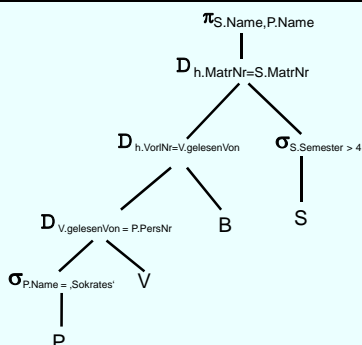 π S.Name,P.Name
D h.MatrNr=S.MatrNr
D h.VorlNr=V.gelesenVon
σ S.Semester > 4
D V.gelesenVon = P.PersNr
B
S
σ P.Name = ‚Sokrates‘
V
P